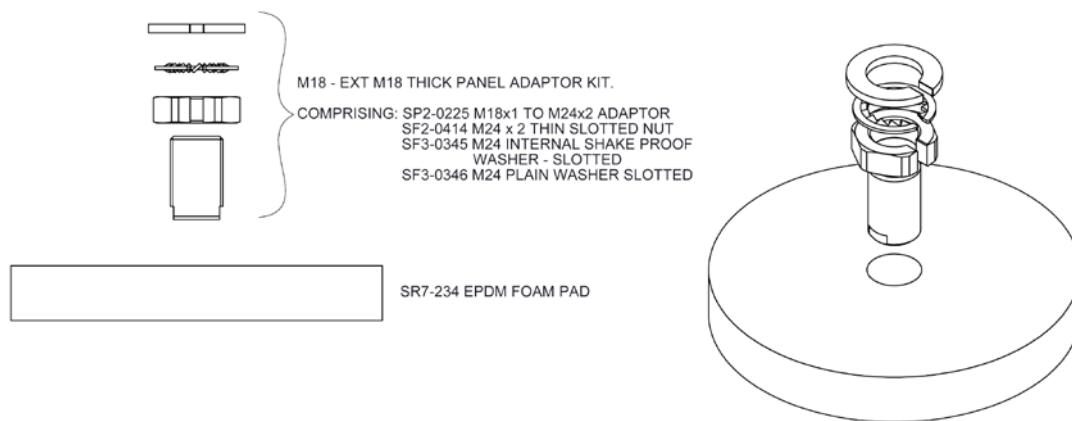 M18 - EXT M18 THICK PANEL ADAPTOR KIT.
COMPRISING: SP2-0225 M18x1 TO M24x2 ADAPTOR
SF2-0414 M24 x 2 THIN SLOTTED NUT
SF3-0345 M24 INTERNAL SHAKE PROOF
WASHER - SLOTTED
SF3-0346 M24 PLAIN WASHER SLOTTED
SR7-234 EPDM FOAM PAD